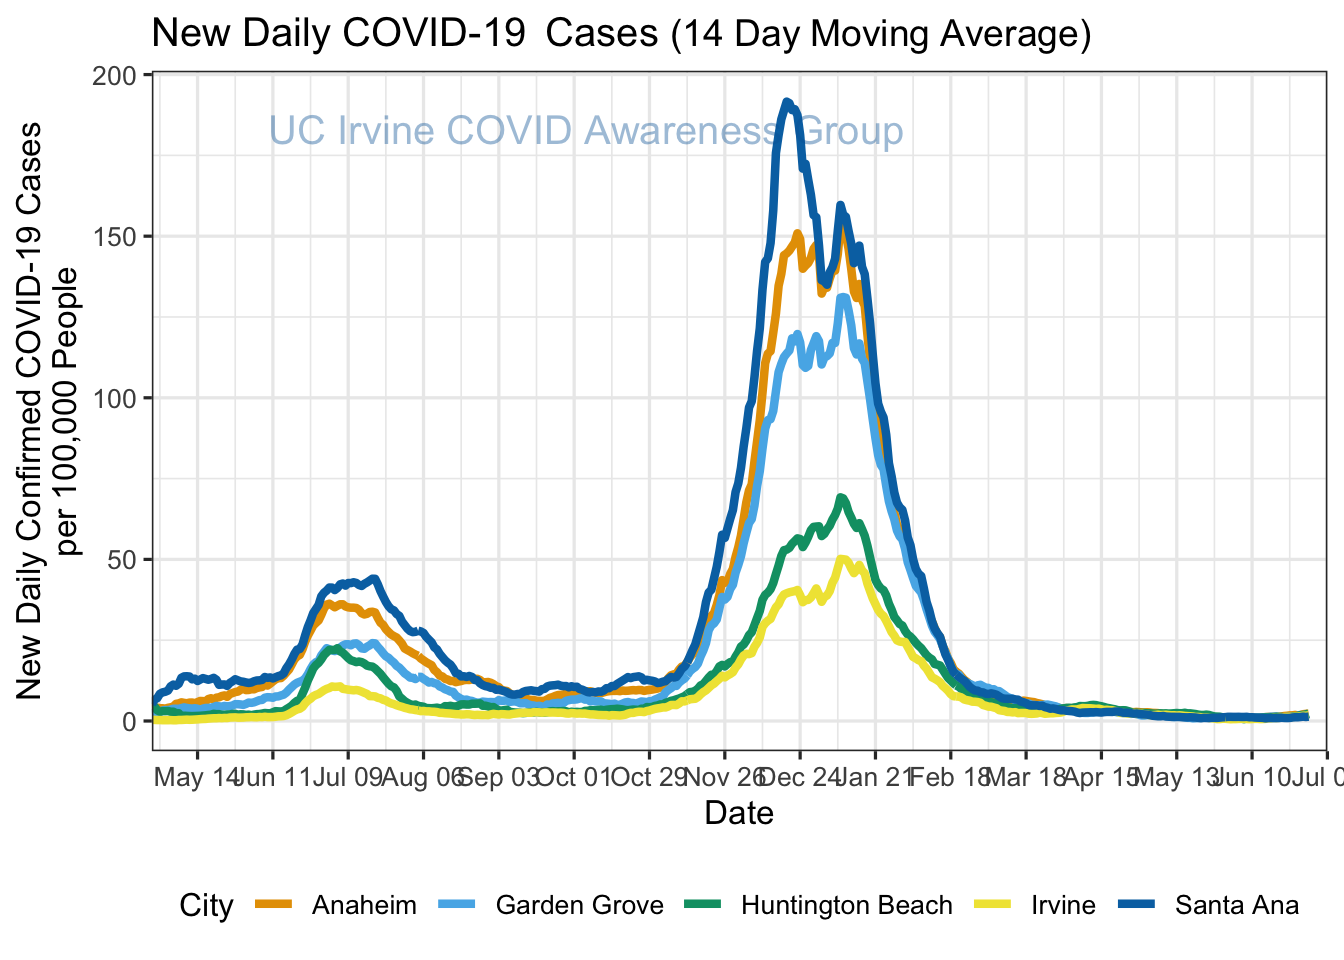 New Daily COVID-19  Cases (14 Day Moving Average)
UC Irvine COVID Awareness Group
New Daily Confirmed COVID-19 Cases
per 100,000 People
200
150
100
50
0
May 14 Jun 11 Jul 09 Aug 06 Sep 03 Oct 01 Oct 29 Nov 26 Dec 24 Jan 21 Feb 18 Mar 18 Apr 15 May 13 Jun 10 Jul 0
Date
City Anaheim Garden Grove Huntington Beach Irvine Santa Ana